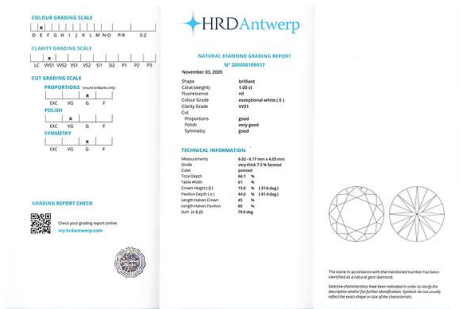 COLOUR GRADING SCALE
x
D E F G H I J K L M NO P-R S-Z
CLARITY GRADING SCALE
x
LC VVS1 VVS2 VS1 VS2 SI1 SI2 P1 P2 P3
CUT GRADING SCALE
PROPORTIONS (round brilliants only)
x
EXC VG G F
POLISH
x
EXC VG G F
SYMMETRY
x
EXC VG G F
GRADING REPORT CHECK
Check your grading report online:
my.hrdantwerp.com
HRDAntwerp
NATURAL DIAMOND GRADING REPORT
N° 200000105917
November 03, 2020
Shape brilliant
Carat (weight) 1.00 ct
Fluorescence nil
Colour Grade exceptional white ( E )
Clarity Grade VVS1
Cut
Proportions good
Polish very good
Symmetry good
TECHNICAL INFORMATION
Measurements 6.02 - 6.17 mm x 4.05 mm
Girdle very thick 7.5 % faceted
Culet pointed
Total Depth 66.1 %
Table Width 61 %
Crown Height (ß) 15.0 % ( 37.6 deg )
Pavilion Depth (α) 44.0 % ( 41.4 deg )
Length Halves Crown 45 %
Length Halves Pavilion 80 %
Sum (α & β) 79.0 deg
The stone in accordance with the mentioned number has been
identified as a natural gem diamond.
Selective characteristics have been indicated in order to clarify the
description and/or for further identification. Symbols do not usually
reflect the exact shape or size of the characteristic.